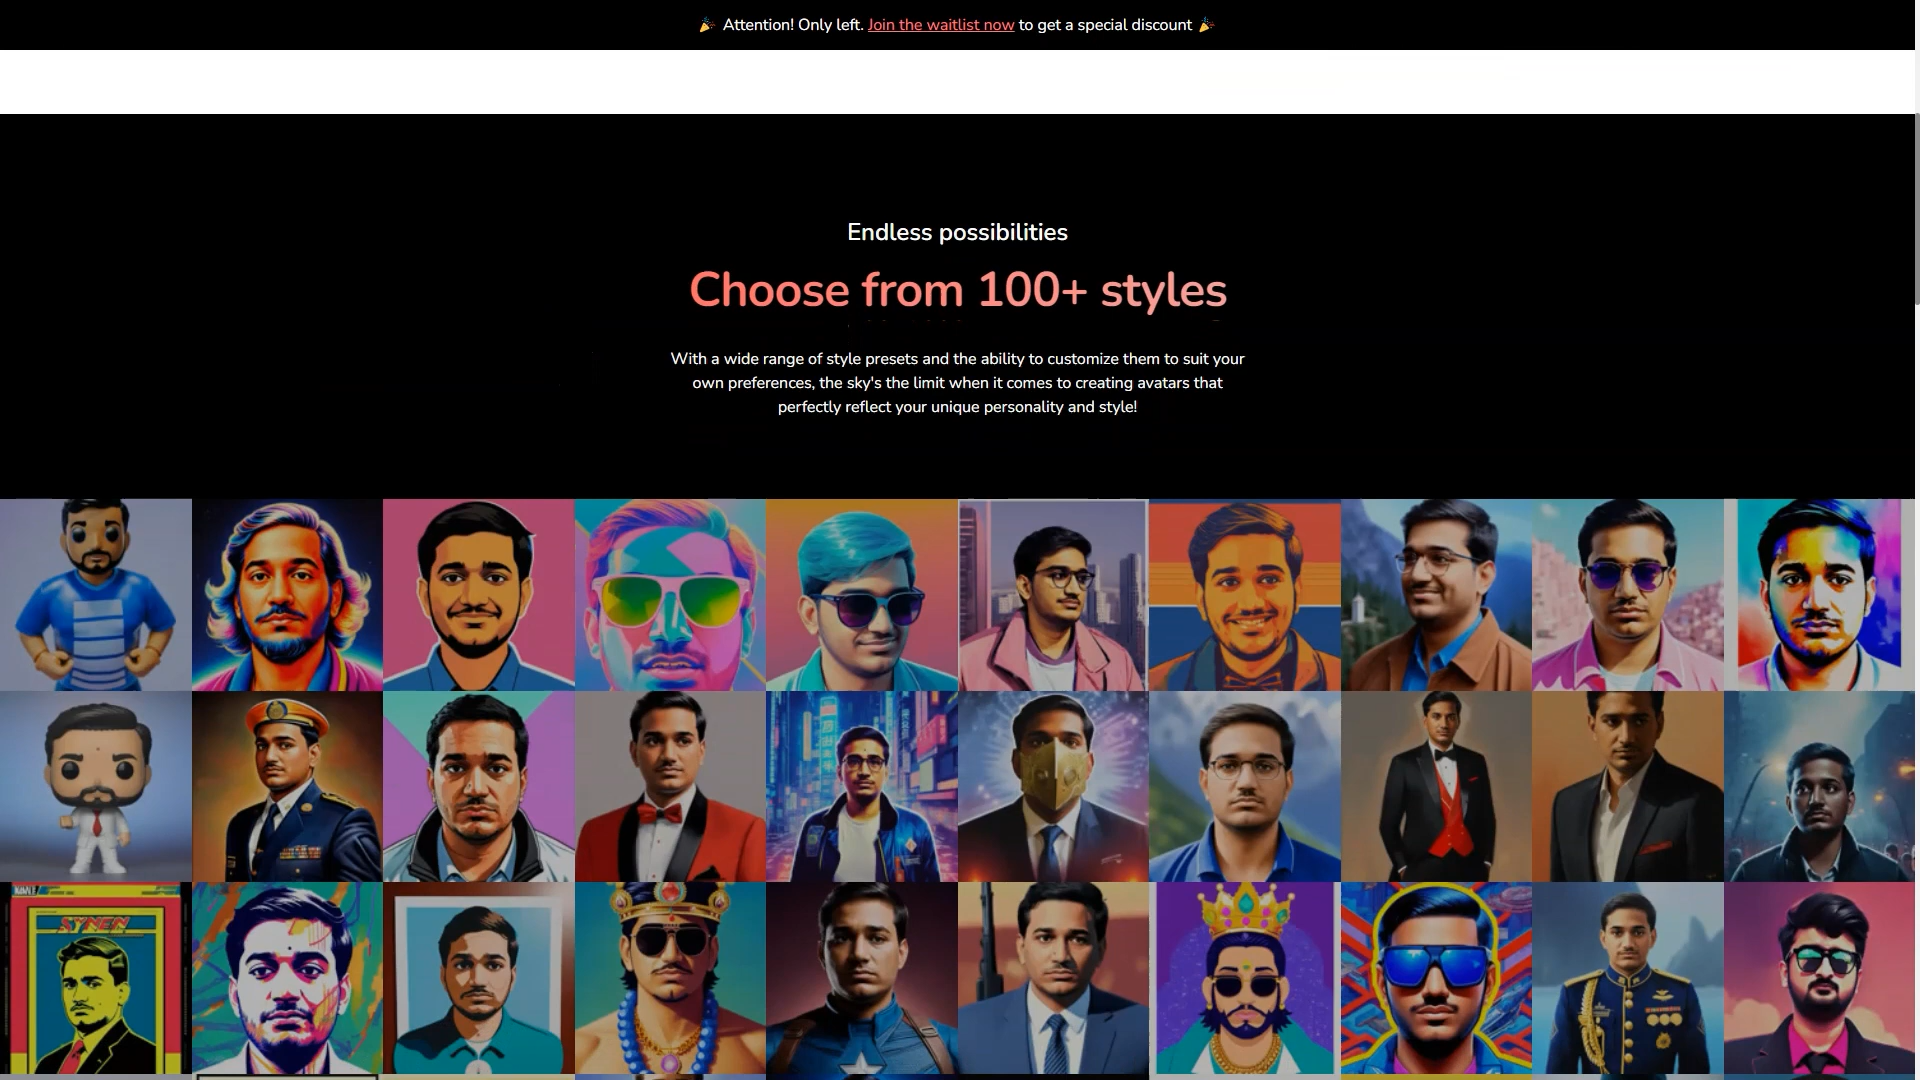 🎉 Attention! Only left. Join the waitlist now to get a special discount 🎉
Endless possibilities
Choose from 100+ styles
With a wide range of style presets and the ability to customize them to suit your
own preferences, the sky's the limit when it comes to creating avatars that
perfectly reflect your unique personality and style!
SYNEN